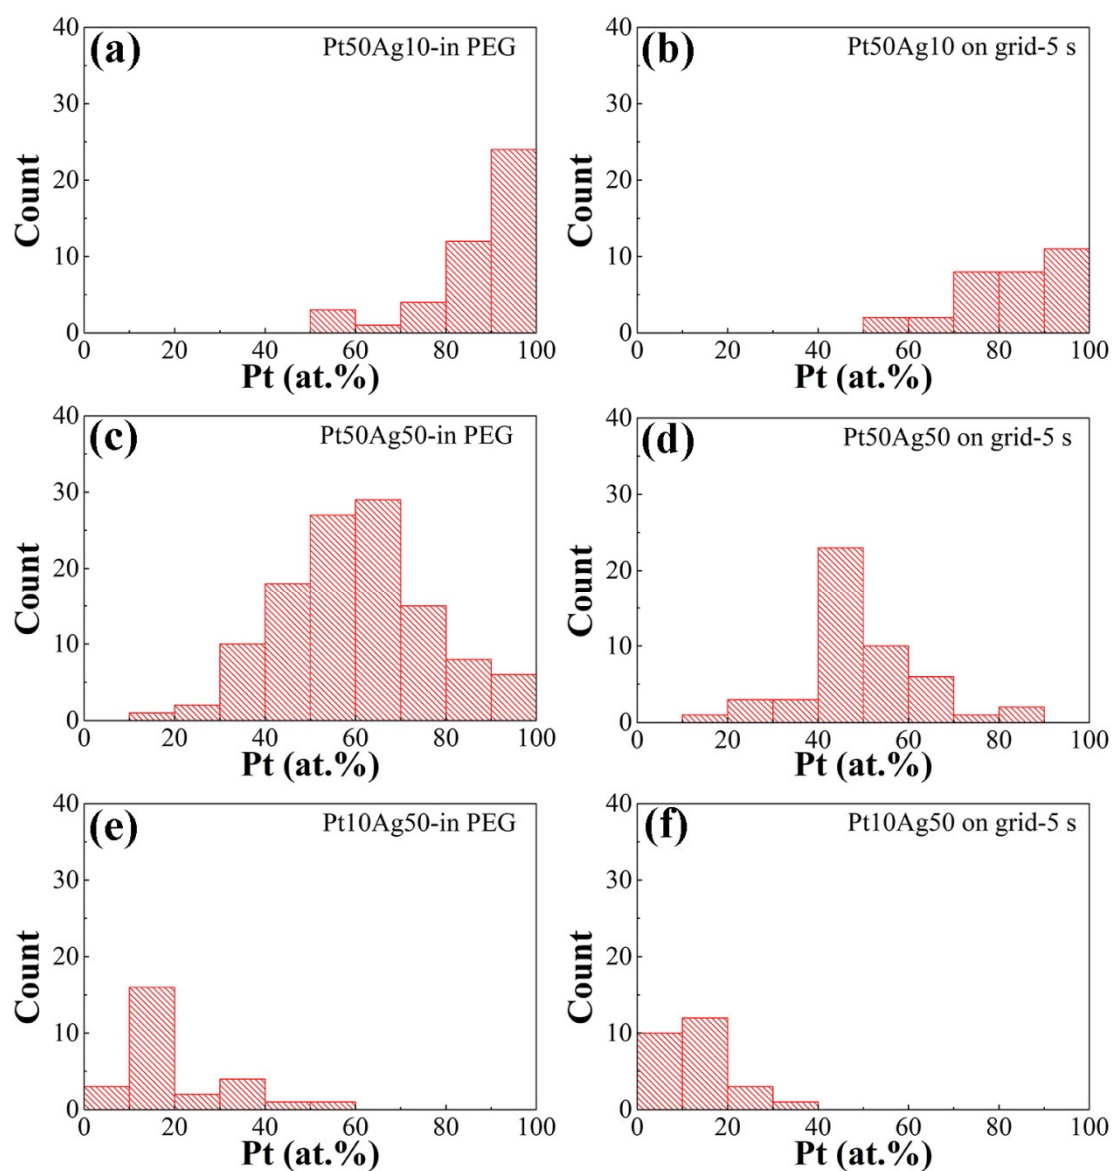 (a)
Pt50Ag10-in PEG
40
30
20
10
0
Count
0 20 40 60 80 100
Pt (at.%)
(b)
Pt50Ag10 on grid-5 s
40
30
20
10
0
Count
0 20 40 60 80 100
Pt (at.%)
(c)
Pt50Ag50-in PEG
40
30
20
10
0
Count
0 20 40 60 80 100
Pt (at.%)
(d)
Pt50Ag50 on grid-5 s
40
30
20
10
0
Count
0 20 40 60 80 100
Pt (at.%)
(e)
Pt10Ag50-in PEG
40
30
20
10
0
Count
0 20 40 60 80 100
Pt (at.%)
(f)
Pt10Ag50 on grid-5 s
40
30
20
10
0
Count
0 20 40 60 80 100
Pt (at.%)